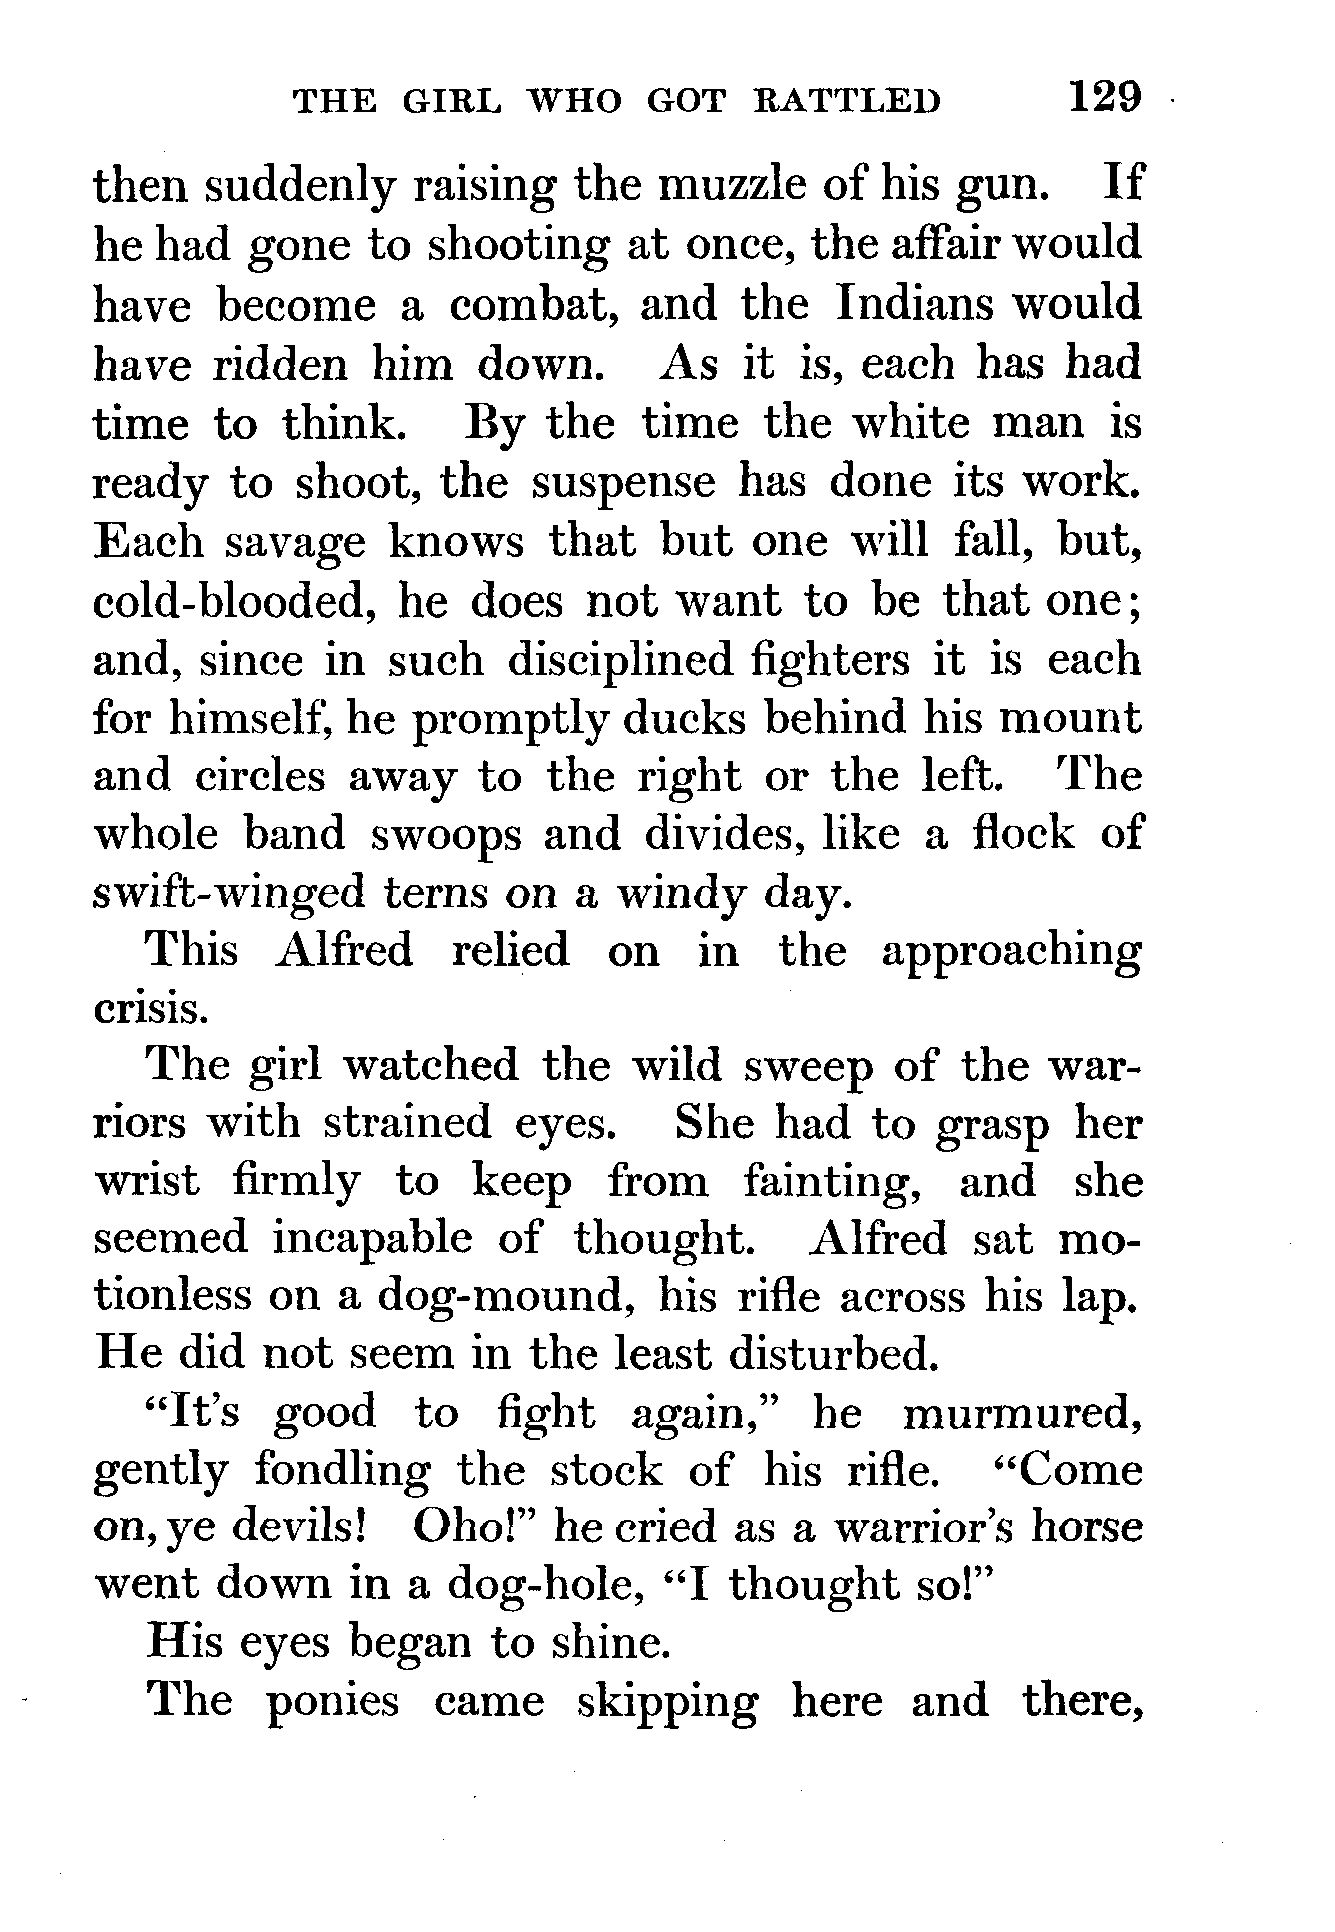 THE GIRL WHO GOT RATTLED 129
then suddenly raising the muzzle of his gun. If
he had gone to shooting at once, the affair would
have become a combat, and the Indians would
have ridden him down. As it is, each has had
time to think. By the time the white man is
ready to shoot, the suspense has done its work.
Each savage knows that but one will fall, but,
cold-blooded, he does not want to be that one;
and, since in such disciplined fighters it is each
for himself, he promptly ducks behind his mount
and circles away to the right or the left. The
whole band swoops and divides, like a flock of
swift-winged terns on a windy day.
This Alfred relied on in the approaching
crisis.
The girl watched the wild sweep of the war-
riors with strained eyes. She had to grasp her
wrist firmly to keep from fainting, and she
seemed incapable of thought. Alfred sat mo-
tionless on a dog-mound, his rifle across his lap.
He did not seem in the least disturbed.
“It’s good to fight again,” he murmured,
gently fondling the stock of his rifle. “Come
on, ye devils! Oho!” he cried as a warrior’s horse
went down in a dog-hole, “I thought so!”
His eyes began to shine.
The ponies came skipping here and there,